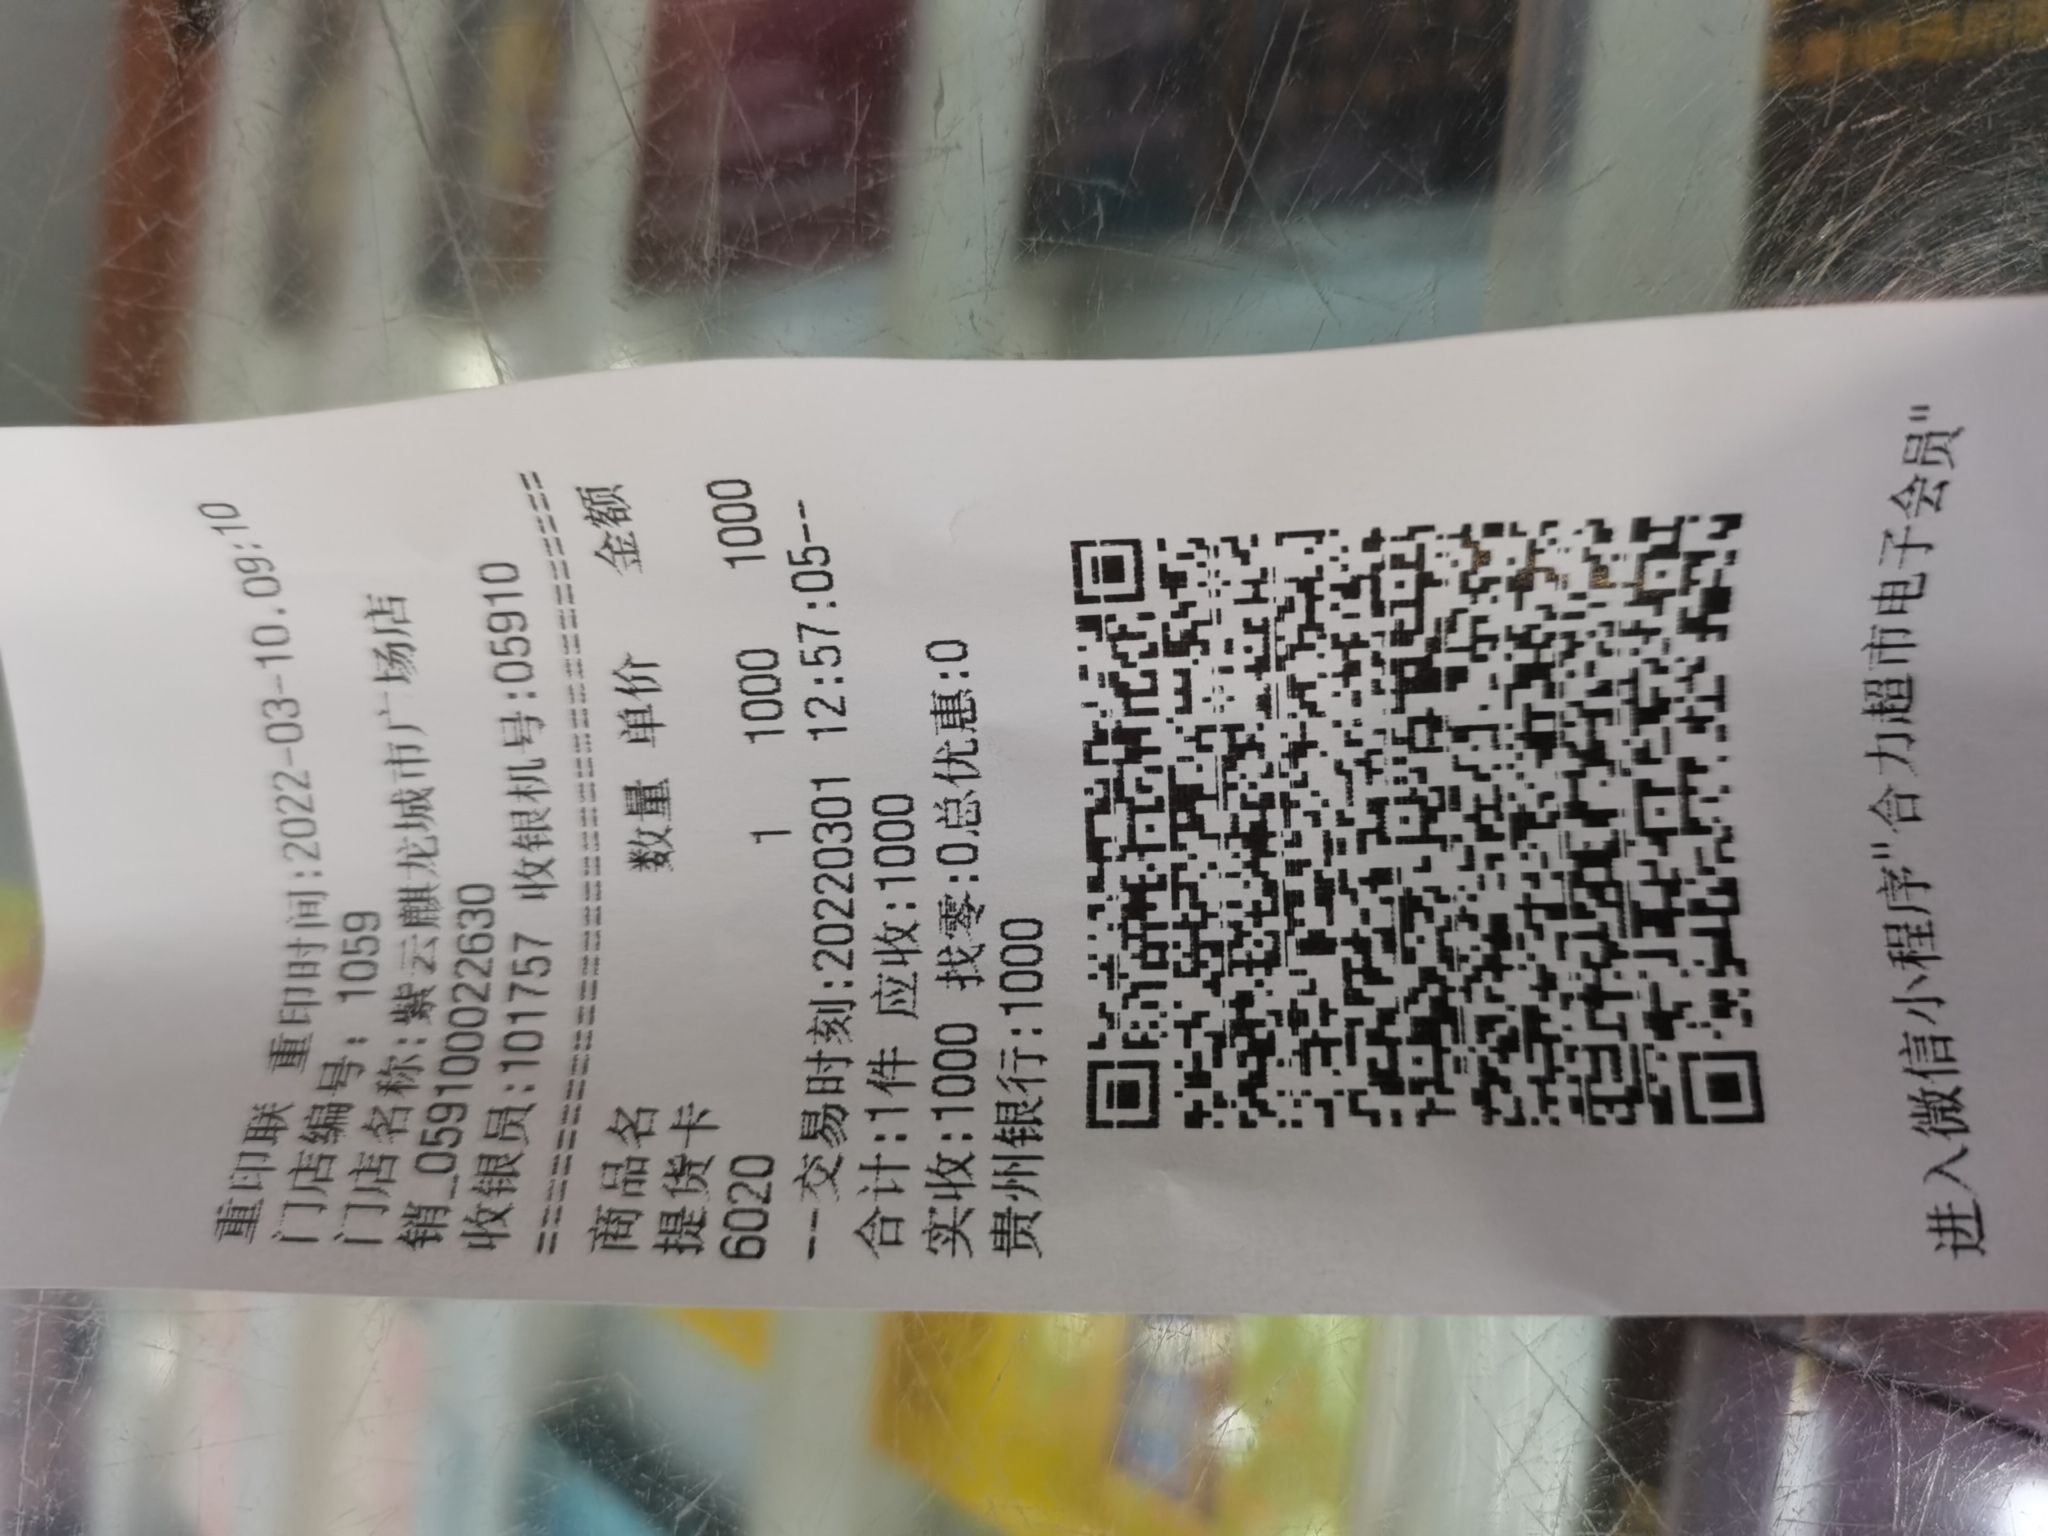 重印联 重印时间:2022-03-10.09:10
门店编号: 1059
门店名称:紫云麒龙城市广场店
销_059100022630
收银员:101757 收银机号:05910
========================================
商品名 数量 单价 金额
提货卡
6020 1 1000 1000
--交易时刻:20220301 12:57:05--
合计:1件 应收:1000
实收:1000 找零:0总优惠:0
贵州银行:1000
进入微信小程序"合力超市电子会员"